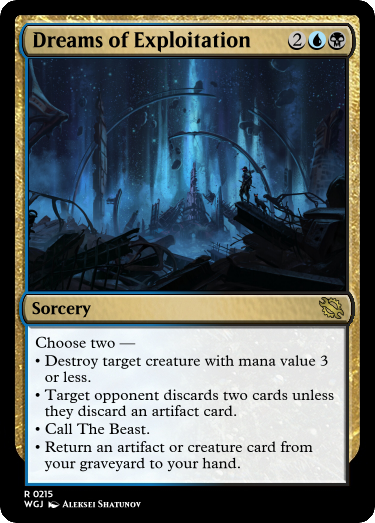 Dreams of Exploitation 2
Sorcery
Choose two —
• Destroy target creature with mana value 3
or less.
• Target opponent discards two cards unless
they discard an artifact card.
• Call The Beast.
• Return an artifact or creature card from
your graveyard to your hand.
R 0215
WGJ Aleksei Shatunov